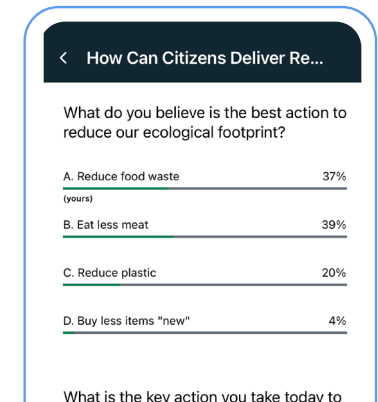 How Can Citizens Deliver Re...
What do you believe is the best action to
reduce our ecological footprint?
A. Reduce food waste 37%
(yours)
B. Eat less meat 39%
C. Reduce plastic 20%
D. Buy less items "new" 4%
What is the key action you take today to